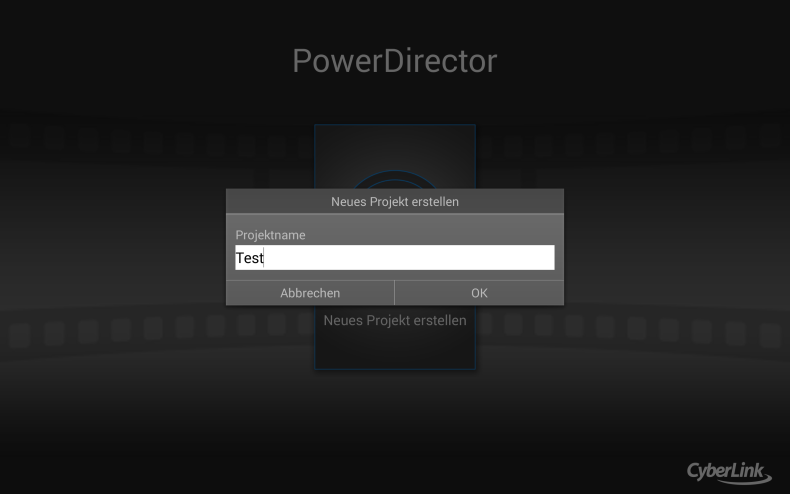 PowerDirector
Neues Projekt erstellen
Projektname
Test
Abbrechen OK
Neues Projekt erstellen
CyberLink